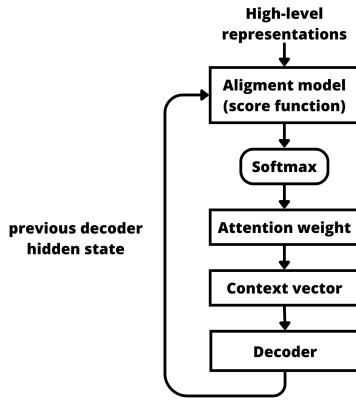 High-level
representations
Aligment model
(score function)
Softmax
Attention weight
previous decoder
hidden state
Context vector
Decoder